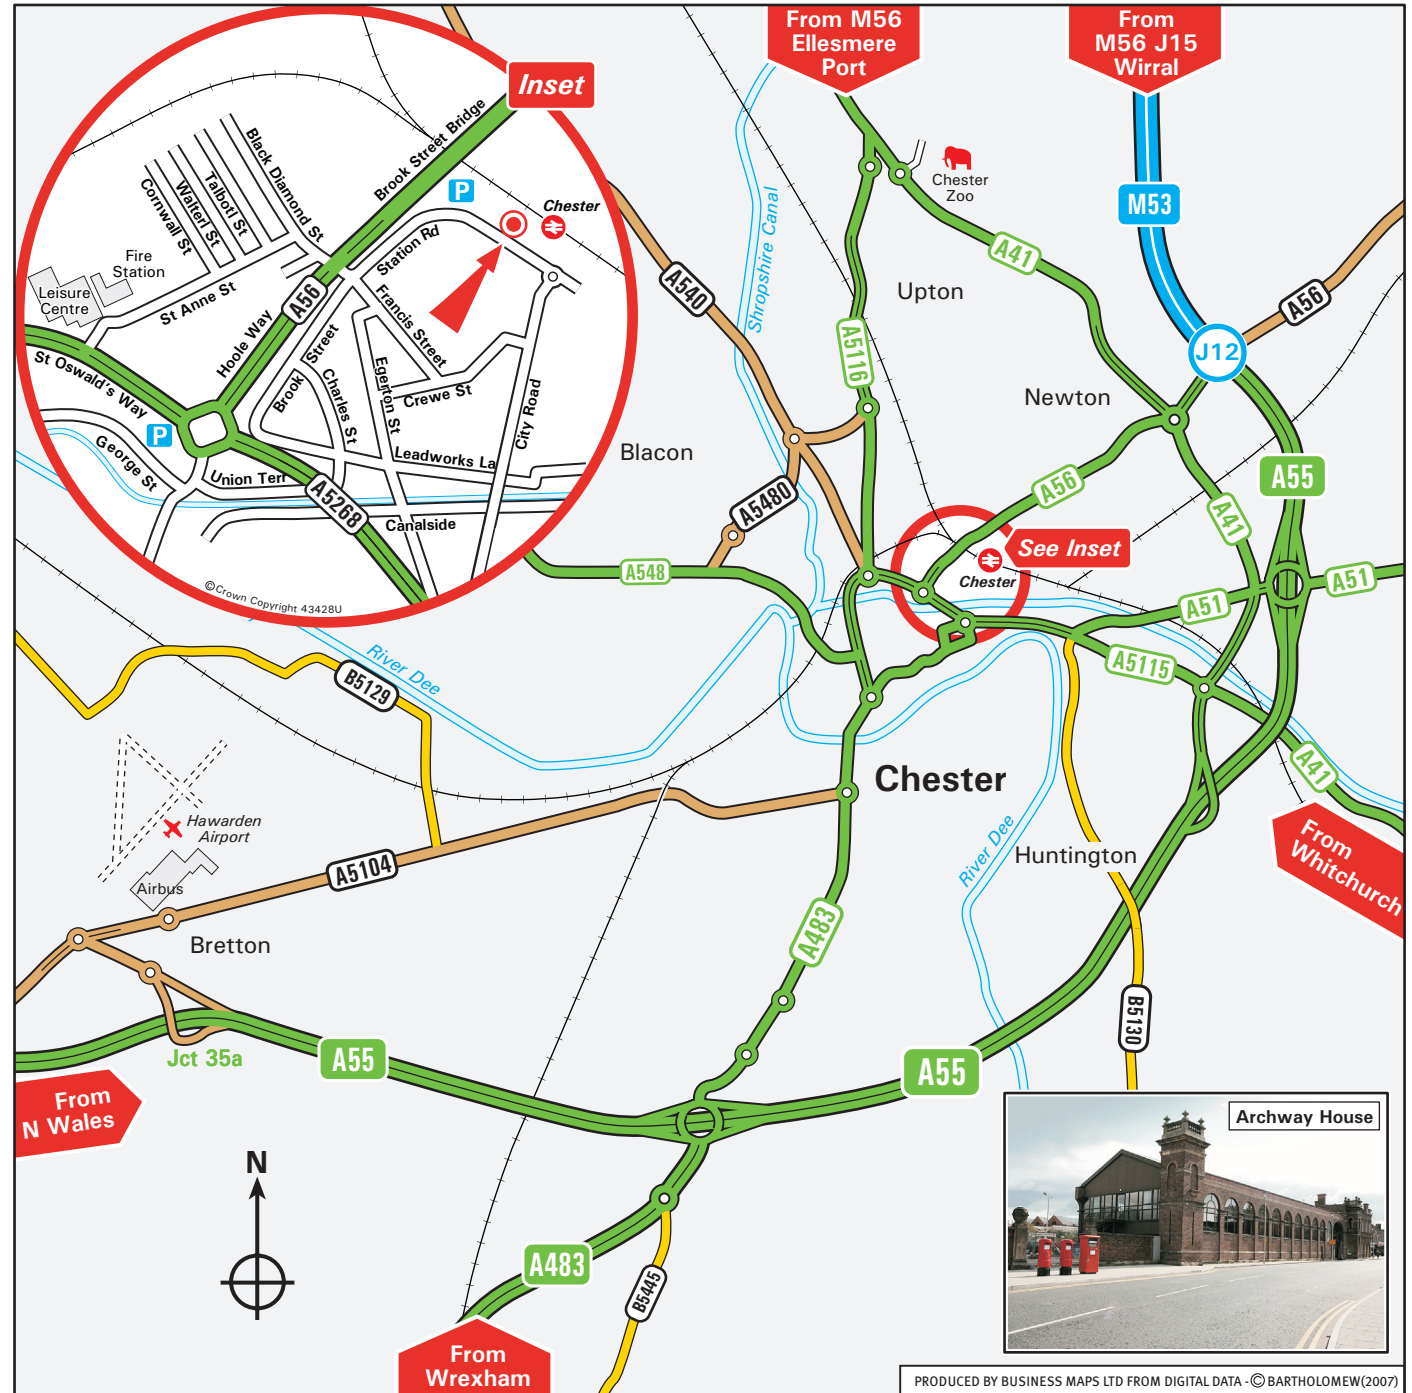 Inset
Brook Street Bridge
Black Diamond St
Talbotl St
Walterl St
Cornwall St
P
Chester
Station Rd
Fire
Station
Leisure
Centre
St Anne St
A56
Hoole Way
Francis Street
Brook Street
Egerton St
Charles St
Crewe St
City Road
St Oswald's Way
P
George St
Union Terr
Leadworks La
A5268
Canalside
©Crown Copyright 43428U
From M56
Ellesmere
Port
From
M56 J15
Wirral
Chester
Zoo
M53
A41
Shropshire Canal
A540
Upton
A56
A5116
J12
Newton
Blacon
A56
A55
A5480
A41
See Inset
Chester
A548
A51
A51
River Dee
B5129
A5115
A41
Chester
Hawarden
Airport
Airbus
A5104
River Dee
Huntington
From
Whitchurch
A483
Bretton
B5130
Jct 35a
A55
A55
From
N Wales
N
Archway House
A483
B5445
From
Wrexham
PRODUCED BY BUSINESS MAPS LTD FROM DIGITAL DATA - © BARTHOLOMEW(2007)